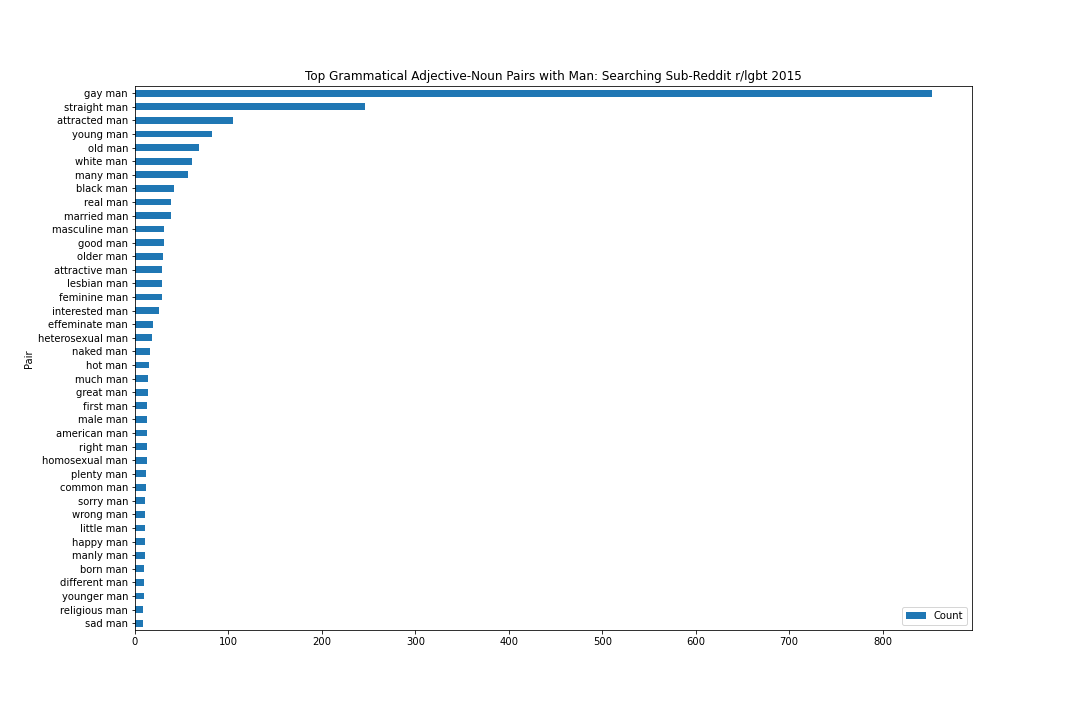 Top Grammatical Adjective-Noun Pairs with Man: Searching Sub-Reddit r/lgbt 2015
Pair
gay man
straight man
attracted man
young man
old man
white man
many man
black man
real man
married man
masculine man
good man
older man
attractive man
lesbian man
feminine man
interested man
effeminate man
heterosexual man
naked man
hot man
much man
great man
first man
male man
american man
right man
homosexual man
plenty man
common man
sorry man
wrong man
little man
happy man
manly man
born man
different man
younger man
religious man
sad man
Count
0 100 200 300 400 500 600 700 800